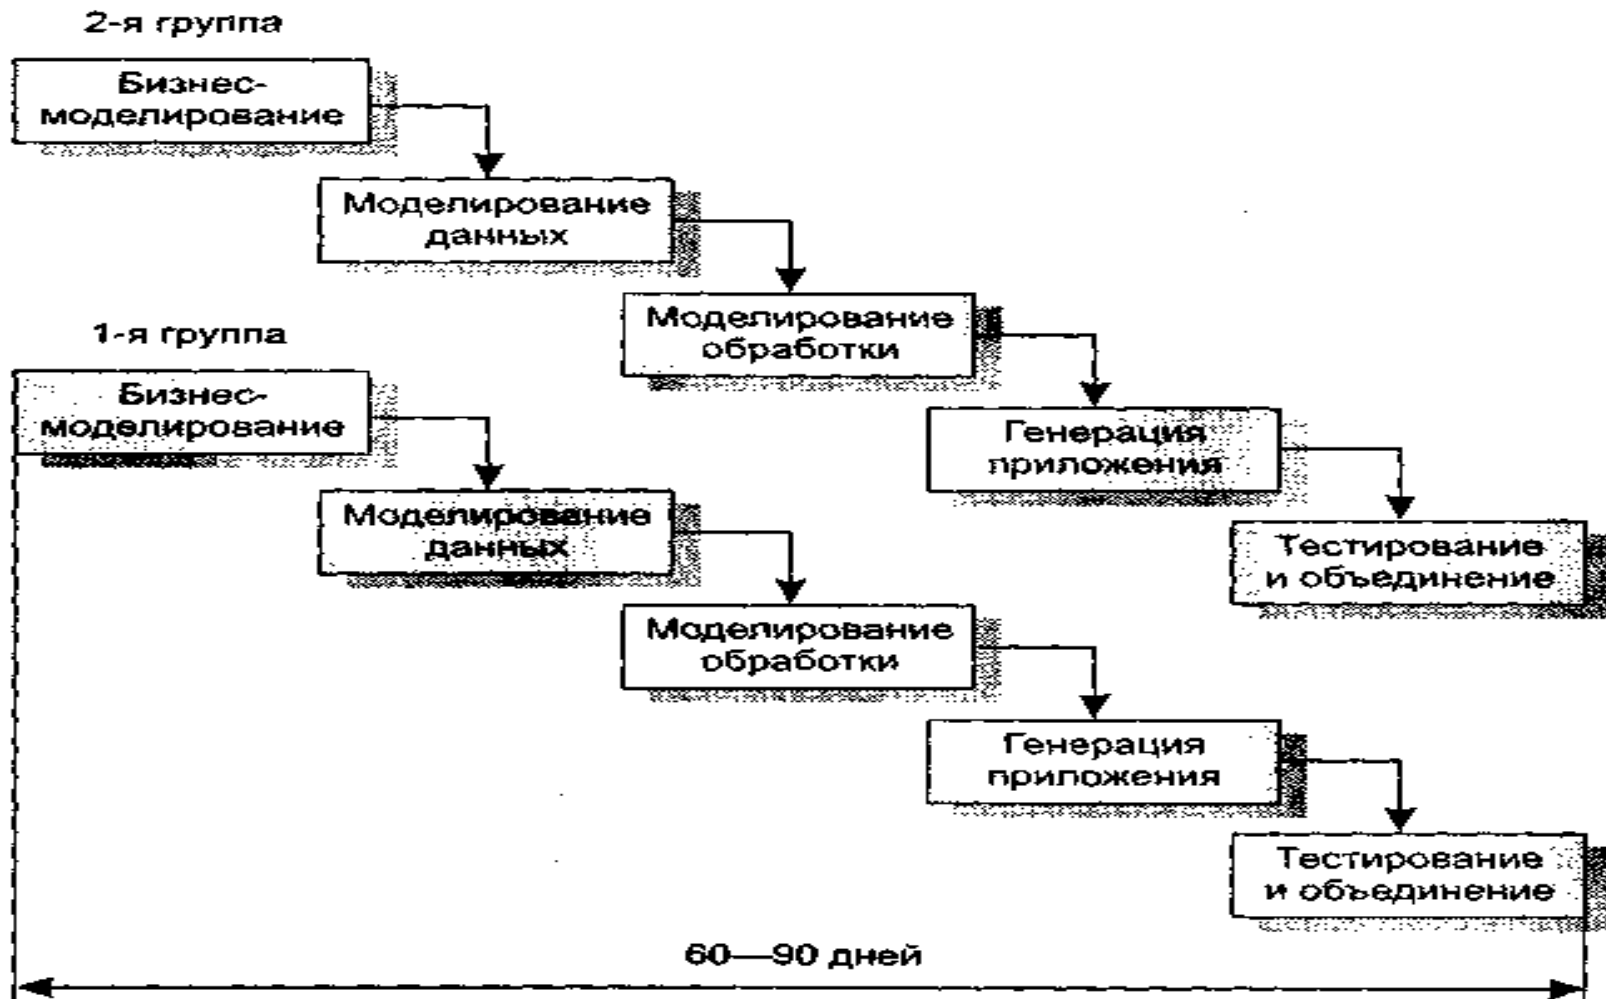 2-я группа
Бизнес-
моделирование
Моделирование
данных
Моделирование
обработки
Генерация
приложения
Тестирование
и объединение
1-я группа
Бизнес-
моделирование
Моделирование
данных
Моделирование
обработки
Генерация
приложения
Тестирование
и объединение
60—90 дней